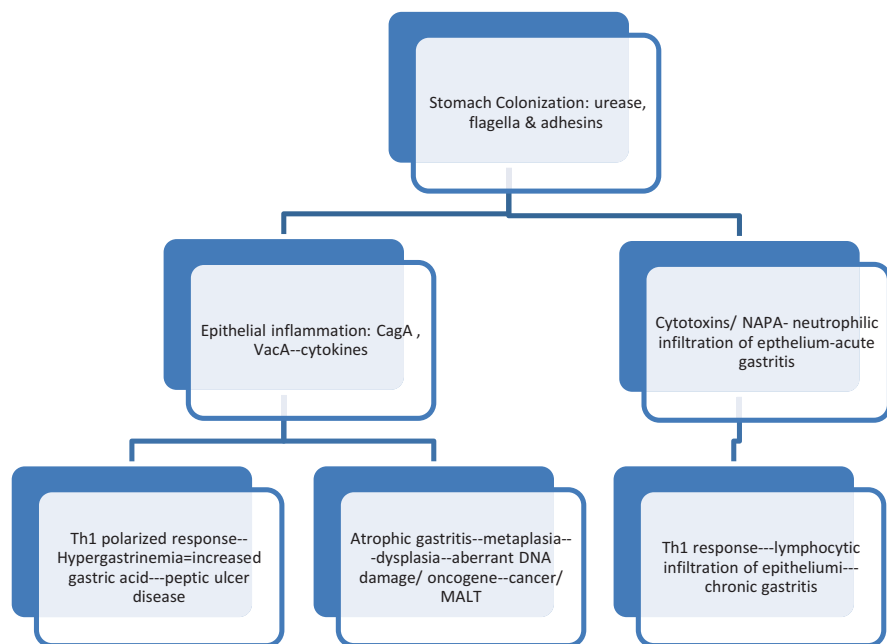 Stomach Colonization: urease,
flagella & adhesins
Epithelial inflammation: CagA ,
VacA--cytokines
Cytotoxins/ NAPA- neutrophilic
infiltration of epthelium-acute
gastritis
Th1 polarized response--
Hypergastrinemia=increased
gastric acid---peptic ulcer
disease
Atrophic gastritis--metaplasia--
-dysplasia--aberrant DNA
damage/ oncogene--cancer/
MALT
Th1 response---lymphocytic
infiltration of epitheliumi---
chronic gastritis